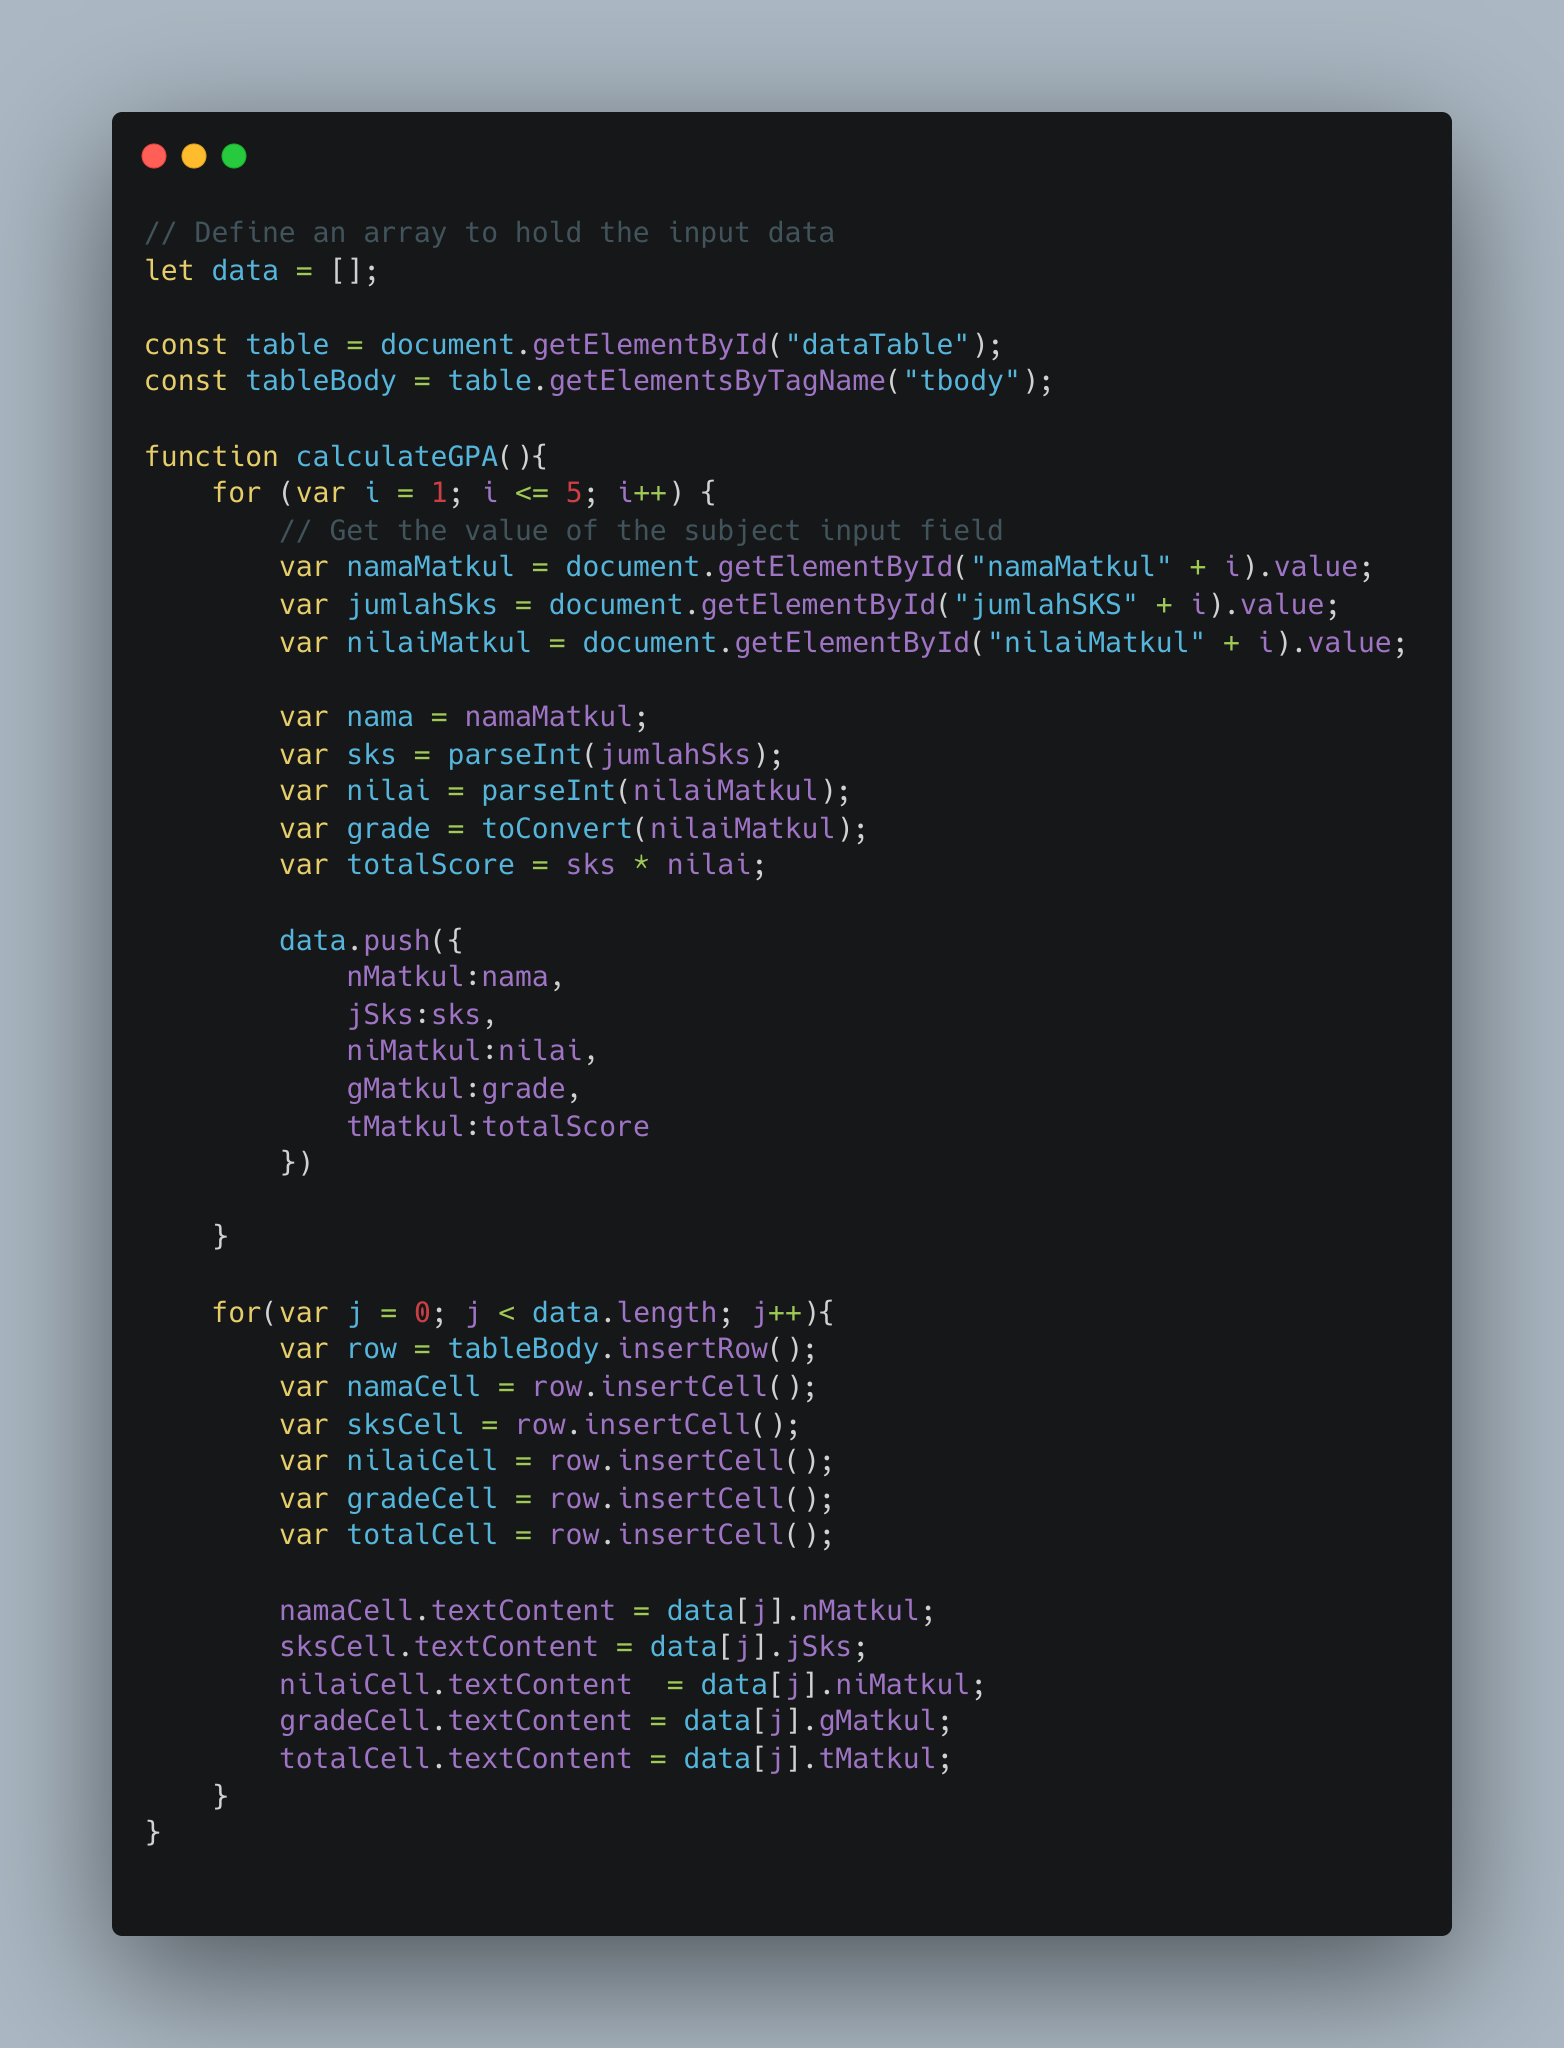 // Define an array to hold the input data
let data = [];

const table = document.getElementById("dataTable");
const tableBody = table.getElementsByTagName("tbody");

function calculateGPA(){
    for (var i = 1; i <= 5; i++) {
        // Get the value of the subject input field
        var namaMatkul = document.getElementById("namaMatkul" + i).value;
        var jumlahSks = document.getElementById("jumlahSKS" + i).value;
        var nilaiMatkul = document.getElementById("nilaiMatkul" + i).value;

        var nama = namaMatkul;
        var sks = parseInt(jumlahSks);
        var nilai = parseInt(nilaiMatkul);
        var grade = toConvert(nilaiMatkul);
        var totalScore = sks * nilai;

        data.push({
            nMatkul:nama,
            jSks:sks,
            niMatkul:nilai,
            gMatkul:grade,
            tMatkul:totalScore
        })

    }

    for(var j = 0; j < data.length; j++){
        var row = tableBody.insertRow();
        var namaCell = row.insertCell();
        var sksCell = row.insertCell();
        var nilaiCell = row.insertCell();
        var gradeCell = row.insertCell();
        var totalCell = row.insertCell();

        namaCell.textContent = data[j].nMatkul;
        sksCell.textContent = data[j].jSks;
        nilaiCell.textContent  = data[j].niMatkul;
        gradeCell.textContent = data[j].gMatkul;
        totalCell.textContent = data[j].tMatkul;
    }
}